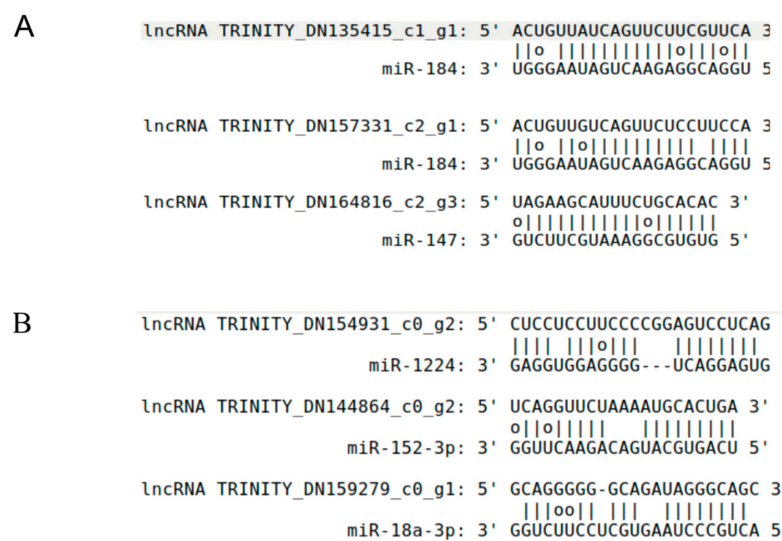 A
lncRNA TRINITY_DN135415_c1_g1: 5' ACUGUUAUCAGUUCUUCGUUCA 3
||o |||||||||||o|||o||
miR-184: 3' UGGGAAUAGUCAAGAGGCAGGU 5
lncRNA TRINITY_DN157331_c2_g1: 5' ACUGUUGUCAGUUCUCCUUCCA 3
||o ||o|||||||||| ||||
miR-184: 3' UGGGAAUAGUCAAGAGGCAGGU 5
lncRNA TRINITY_DN164816_c2_g3: 5' UAGAAGCAUUUCUGCACAC 3'
o|||||||||||o||||||
miR-147: 3' GUCUUCGUAAAGGCGUGUG 5'
B
lncRNA TRINITY_DN154931_c0_g2: 5' CUCCUCCUUCCCCGGAGUCCUCAG
|||| |||o||| ||||||||
miR-1224: 3' GAGGUGGAGGGG---UCAGGAGUG
lncRNA TRINITY_DN144864_c0_g2: 5' UCAGGUUCUAAAAUGCACUGA 3'
o||o||||| |||||||||
miR-152-3p: 3' GGUUCAAGACAGUACGUGACU 5'
lncRNA TRINITY_DN159279_c0_g1: 5' GCAGGGGG-GCAGAUAGGGCAGC 3
|||oo|| ||| ||||||||
miR-18a-3p: 3' GGUCUUCCUCGUGAAUCCCGUCA 5